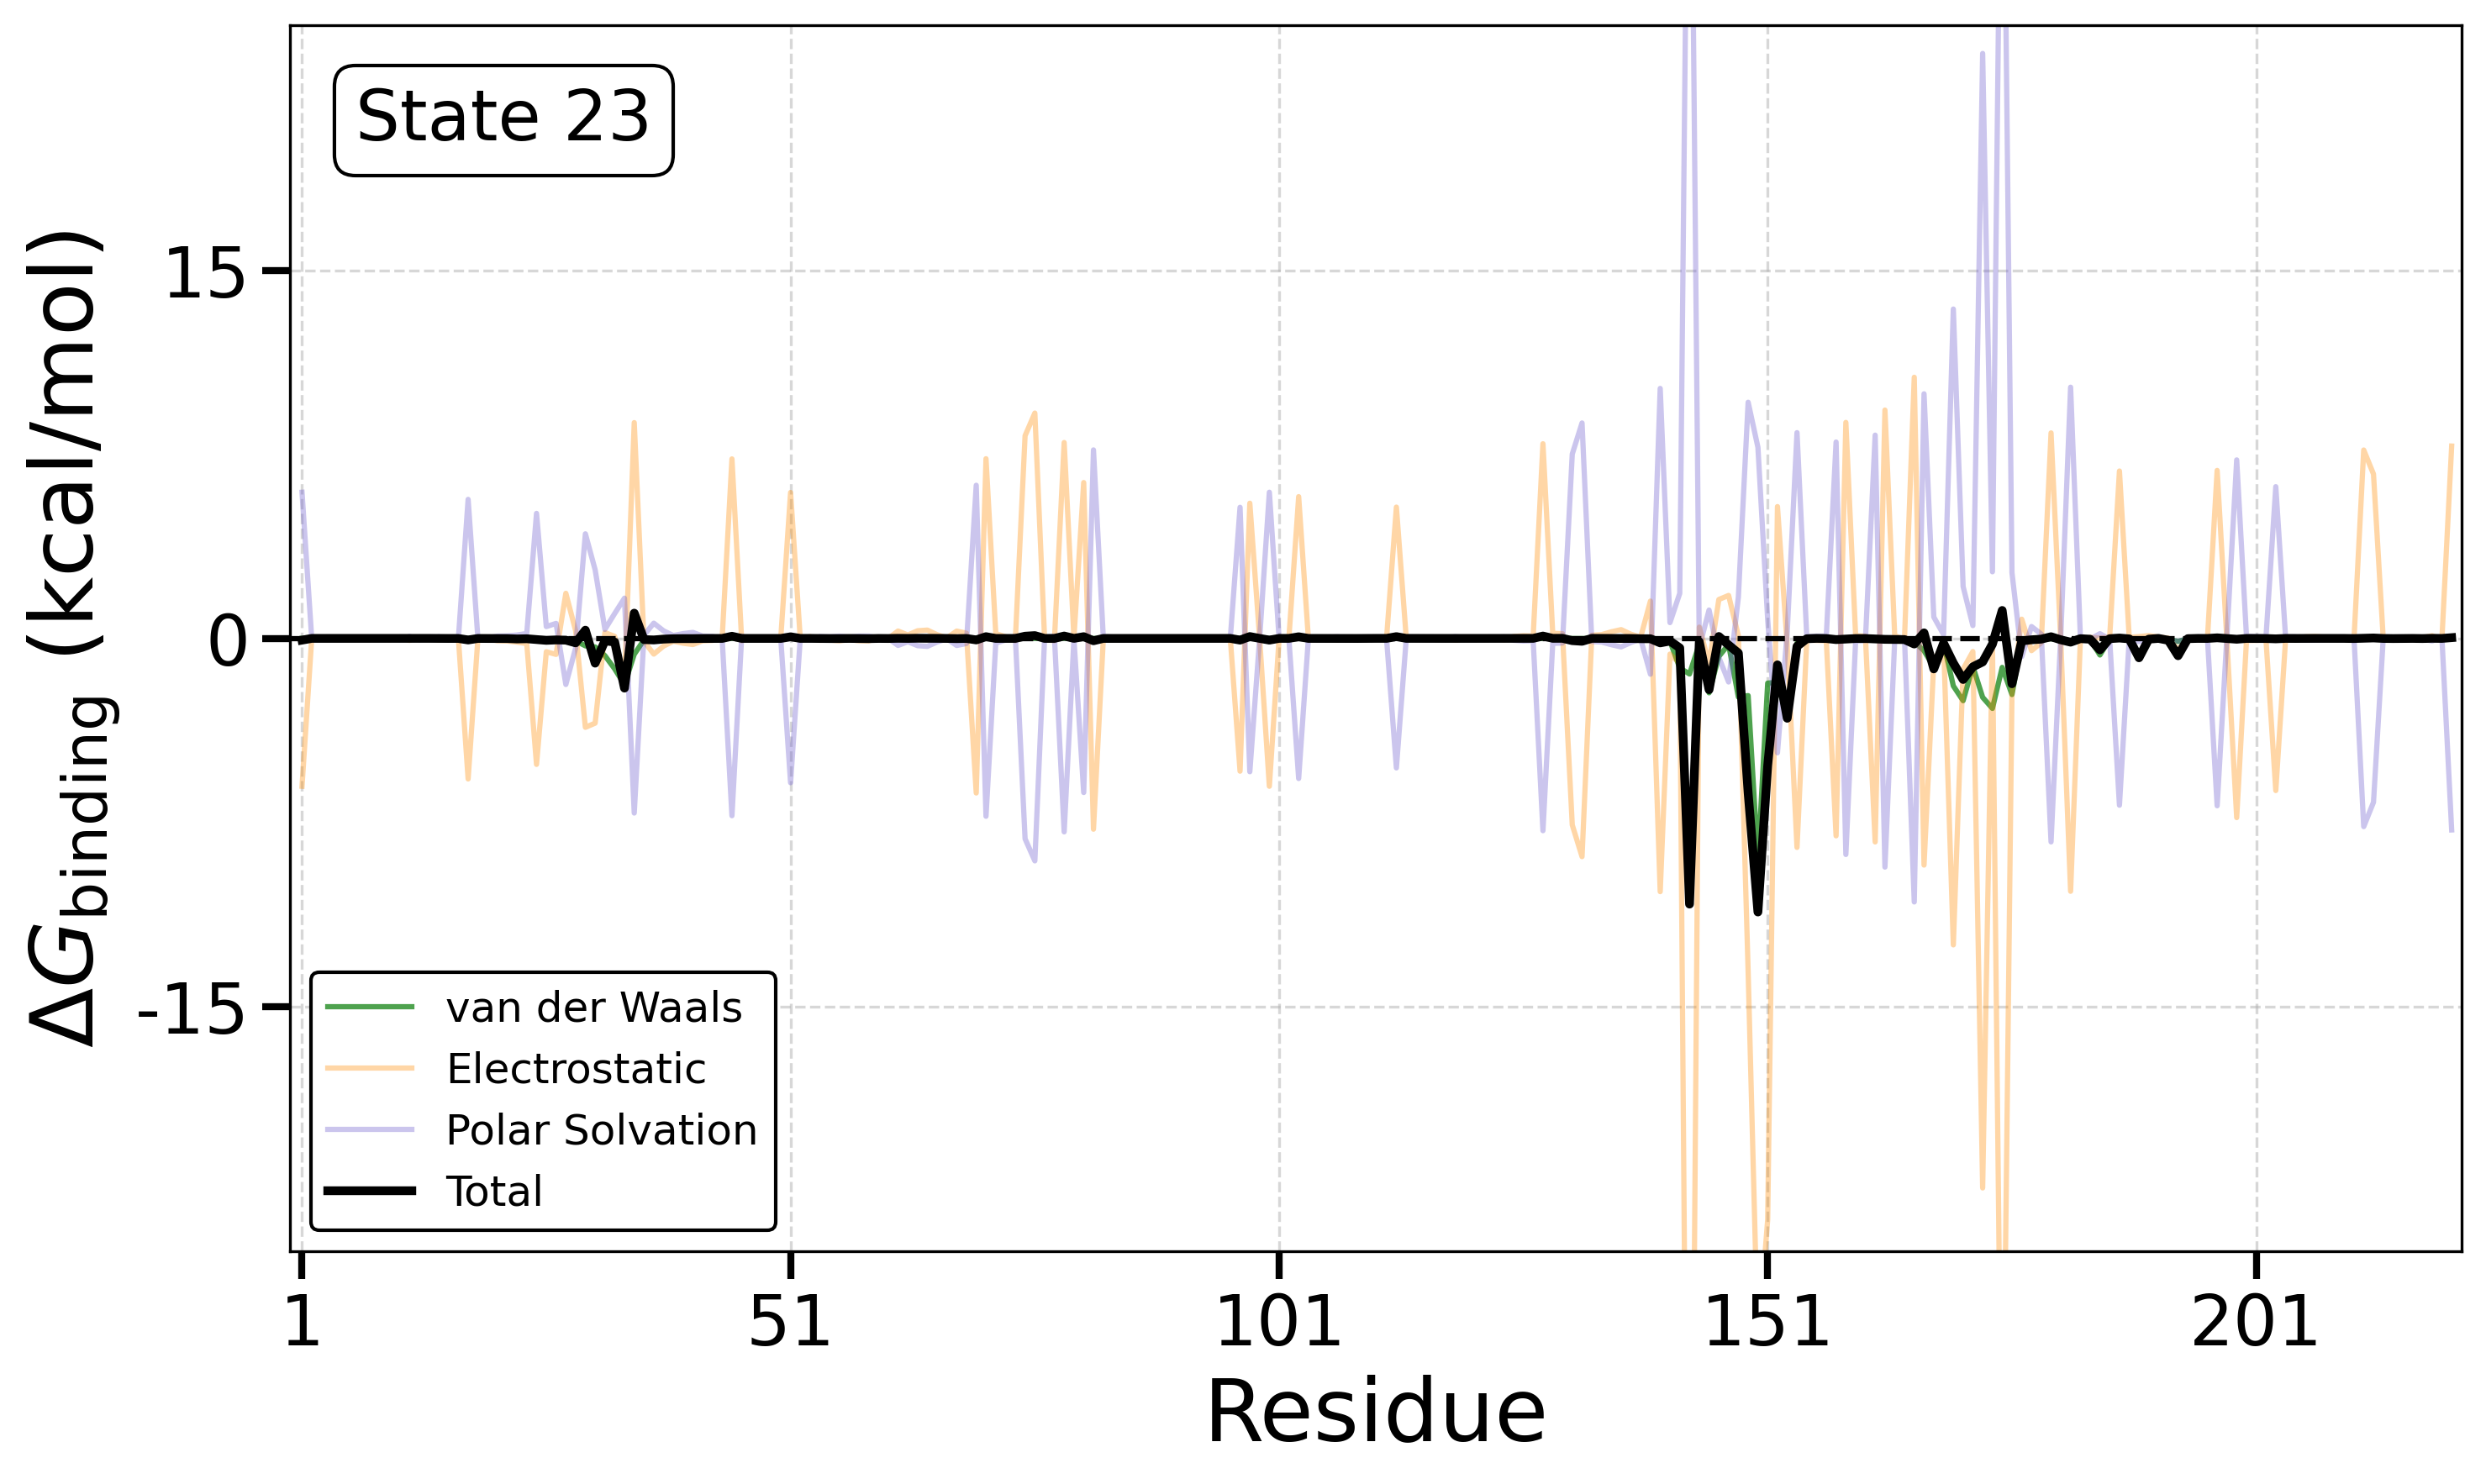 State 23
ΔGbinding (kcal/mol)
15
0
-15
van der Waals
Electrostatic
Polar Solvation
Total
1
51
101
151
201
Residue